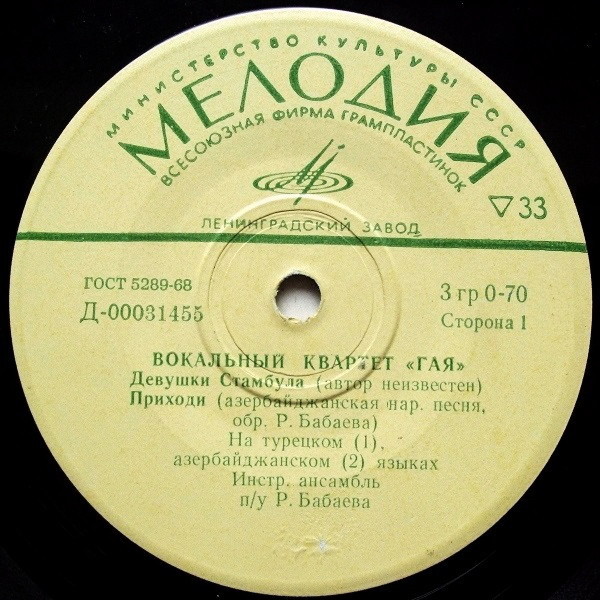 МИНИСТЕРСТВО КУЛЬТУРЫ СССР
МЕЛОДИЯ
ВСЕСОЮЗНАЯ ФИРМА ГРАМПЛАСТИНОК
33
ЛЕНИНГРАДСКИЙ ЗАВОД
ГОСТ 5289-68
Д-00031455
3 гр 0-70
Сторона 1
ВОКАЛЬНЫЙ КВАРТЕТ «ГАЯ»
Девушки Стамбула (автор неизвестен)
Приходи (азербайджанская нар. песня,
обр. Р. Бабаева)
На турецком (1),
азербайджанском (2) языках
Инстр. ансамбль
п/у Р. Бабаева